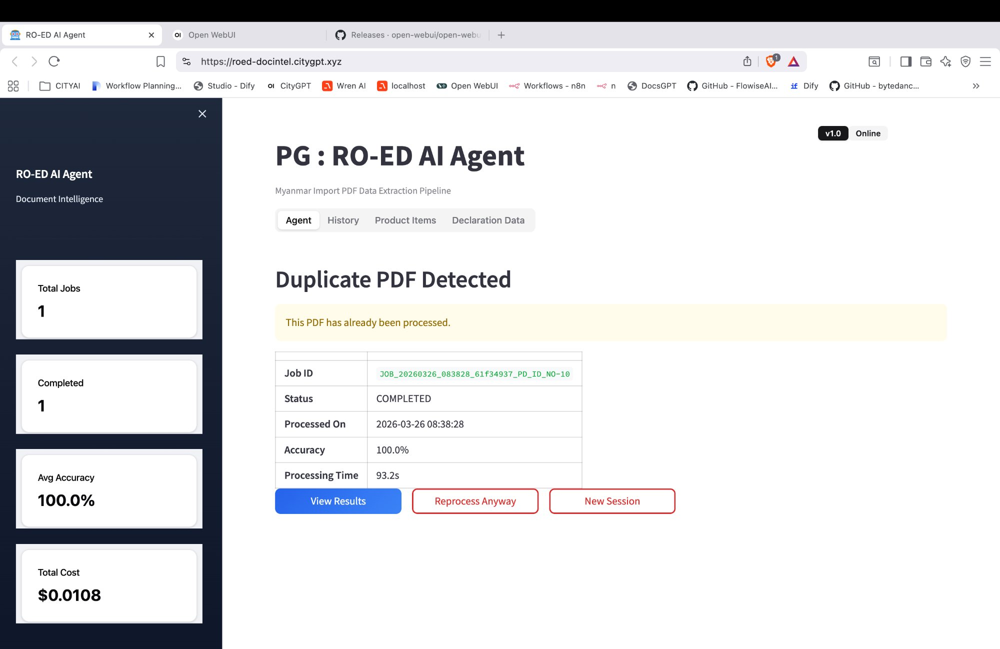 RO-ED AI Agent
Open WebUI
Releases · open-webui/open-webu
https://roed-docintel.citygpt.xyz
1
CITYAI
Workflow Planning...
Studio - Dify
OI CityGPT
Wren AI
localhost
Open WebUI
Workflows - n8n
n
DocsGPT
GitHub - FlowiseAI...
if Dify
GitHub - bytedanc...
RO-ED AI Agent
Document Intelligence
Total Jobs
1
Completed
1
Avg Accuracy
100.0%
Total Cost
$0.0108
v1.0 Online
PG : RO-ED AI Agent
Myanmar Import PDF Data Extraction Pipeline
Agent History Product Items Declaration Data
Duplicate PDF Detected
This PDF has already been processed.
Job ID JOB_20260326_083828_61f34937_PD_ID_NO-10
Status COMPLETED
Processed On 2026-03-26 08:38:28
Accuracy 100.0%
Processing Time 93.2s
View Results Reprocess Anyway New Session